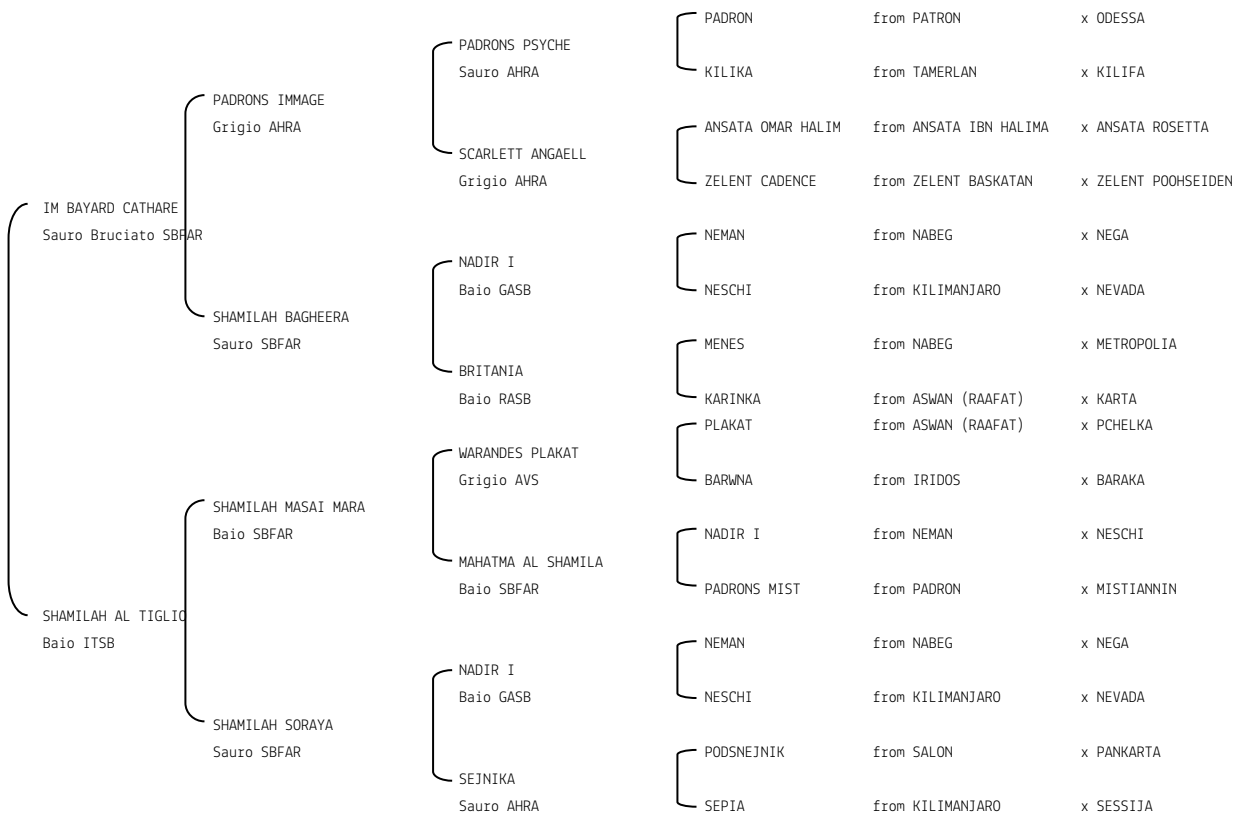 PADRON from PATRON x ODESSA
PADRONS PSYCHE
Sauro AHRA KILIKA from TAMERLAN x KILIFA
PADRONS IMMAGE
Grigio AHRA ANSATA OMAR HALIM from ANSATA IBN HALIMA x ANSATA ROSETTA
SCARLETT ANGAELL
Grigio AHRA ZELENT CADENCE from ZELENT BASKATAN x ZELENT POOHSEIDEN
IM BAYARD CATHARE
Sauro Bruciato SBFAR NEMAN from NABEG x NEGA
NADIR I
Baio GASB NESCHI from KILIMANJARO x NEVADA
SHAMILAH BAGHEERA
Sauro SBFAR MENES from NABEG x METROPOLIA
BRITANIA
Baio RASB KARINKA from ASWAN (RAAFAT) x KARTA
PLAKAT from ASWAN (RAAFAT) x PCHELKA
WARANDES PLAKAT
Grigio AVS BARWNA from IRIDOS x BARAKA
SHAMILAH MASAI MARA
Baio SBFAR NADIR I from NEMAN x NESCHI
MAHATMA AL SHAMILA
Baio SBFAR PADRONS MIST from PADRON x MISTIANNIN
SHAMILAH AL TIGLIO
Baio ITSB NEMAN from NABEG x NEGA
NADIR I
Baio GASB NESCHI from KILIMANJARO x NEVADA
SHAMILAH SORAYA
Sauro SBFAR PODSNEJNIK from SALON x PANKARTA
SEJNIKA
Sauro AHRA SEPIA from KILIMANJARO x SESSIJA